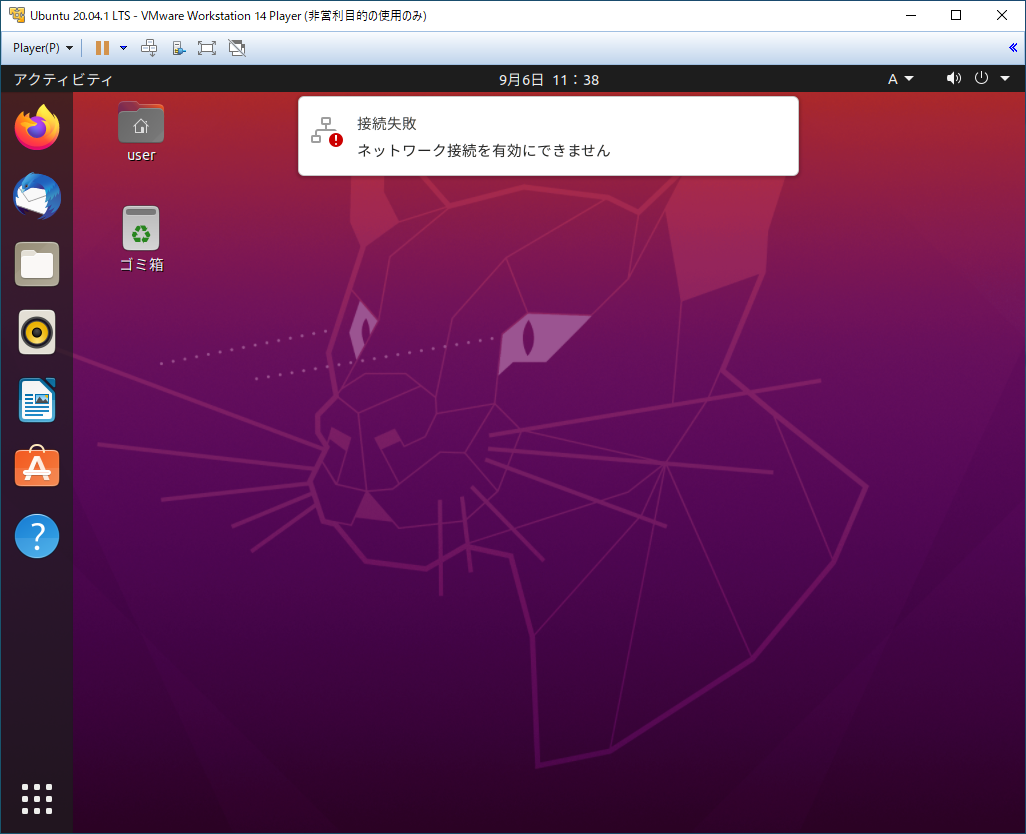 Ubuntu 20.04.1 LTS - VMware Workstation 14 Player (非営利目的の使用のみ)
Player(P)
アクティビティ
9月6日 11：38
A
接続失敗
ネットワーク接続を有効にできません
user
ゴミ箱